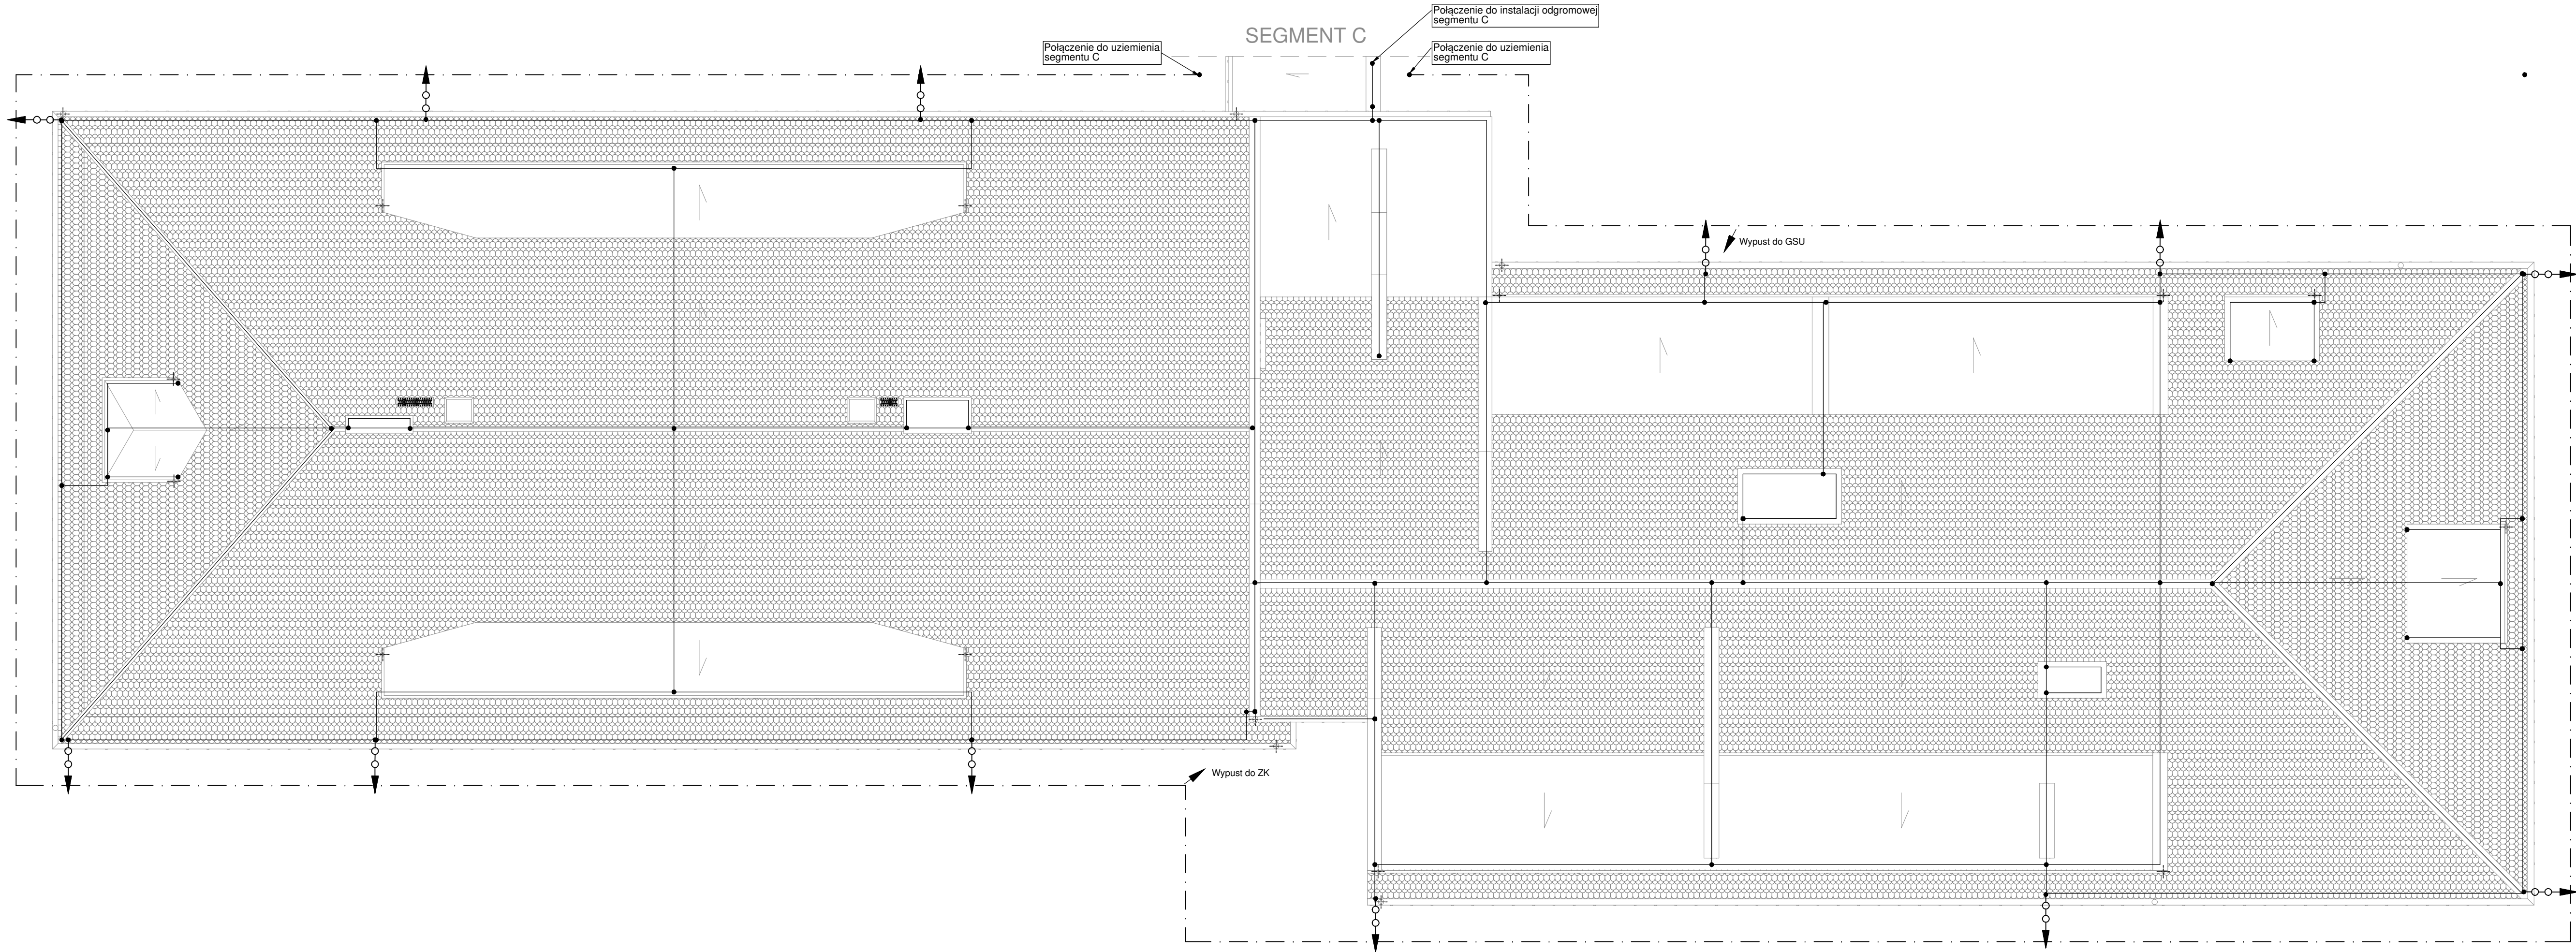 Połączenie do instalacji odgromowej
segmentu C
SEGMENT C
Połączenie do uziemienia
segmentu C
Połączenie do uziemienia
segmentu C
Wypust do GSU
Wypust do ZK